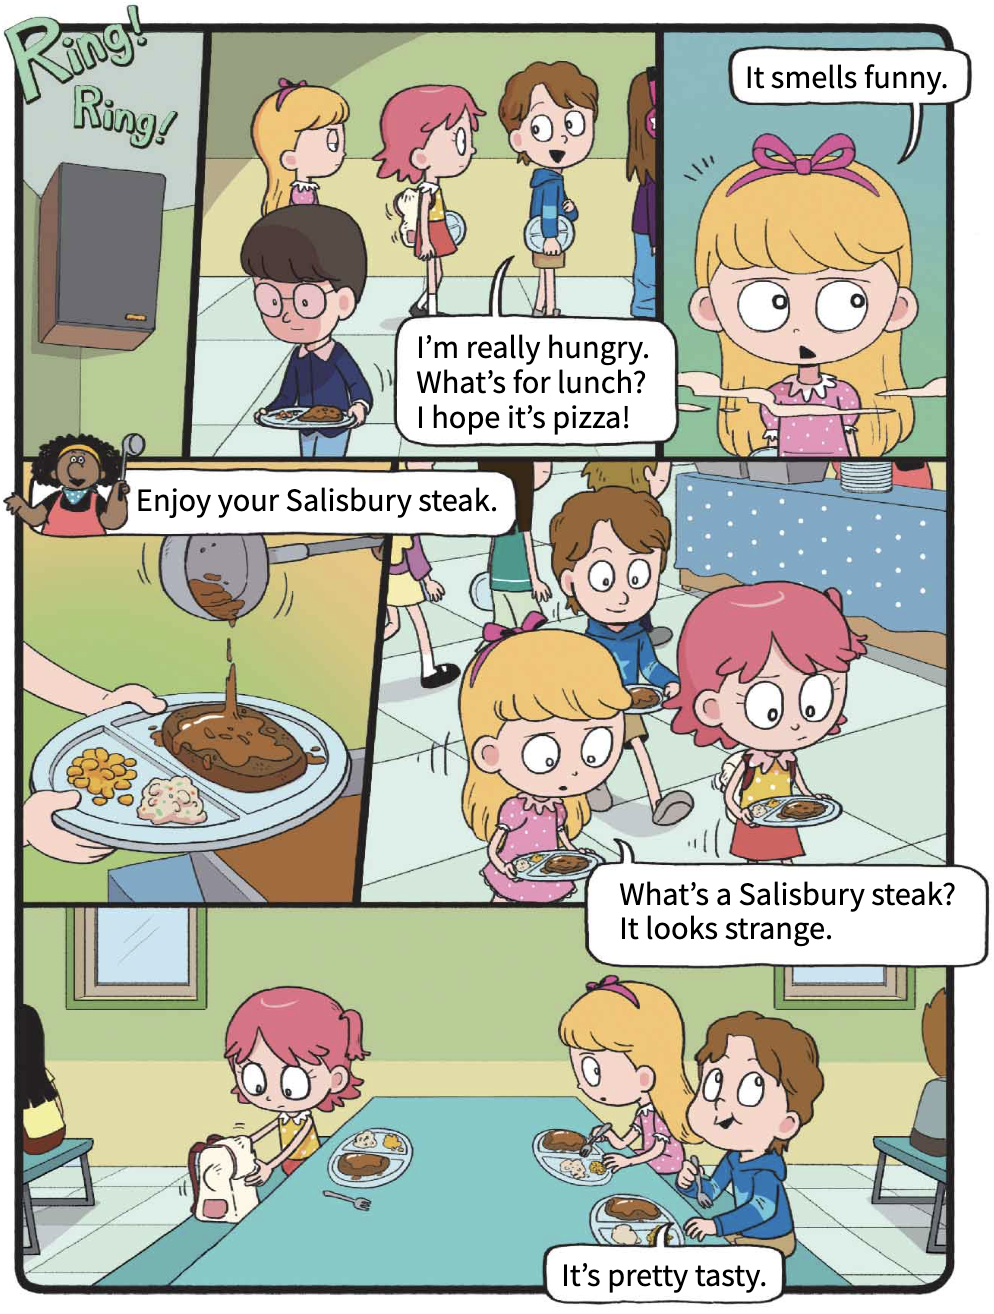 Ring!
Ring!
I'm really hungry.
What's for lunch?
I hope it's pizza!
It smells funny.
Enjoy your Salisbury steak.
What's a Salisbury steak?
It looks strange.
It's pretty tasty.